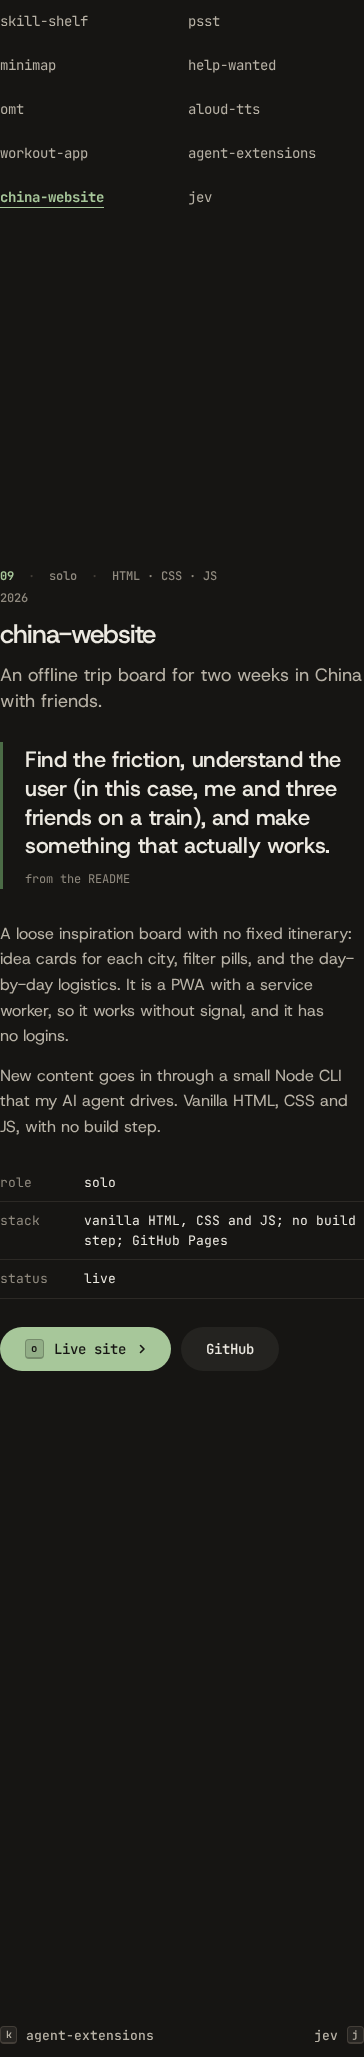 skill-shelf psst
minimap help-wanted
omt aloud-tts
workout-app agent-extensions
china-website jev
09 · solo · HTML · CSS · JS
2026
china-website
An offline trip board for two weeks in China
with friends.
Find the friction, understand the
user (in this case, me and three
friends on a train), and make
something that actually works.
from the README
A loose inspiration board with no fixed itinerary:
idea cards for each city, filter pills, and the day-
by-day logistics. It is a PWA with a service
worker, so it works without signal, and it has
no logins.
New content goes in through a small Node CLI
that my AI agent drives. Vanilla HTML, CSS and
JS, with no build step.
role solo
stack vanilla HTML, CSS and JS; no build
step; GitHub Pages
status live
o Live site › GitHub
k agent-extensions jev j